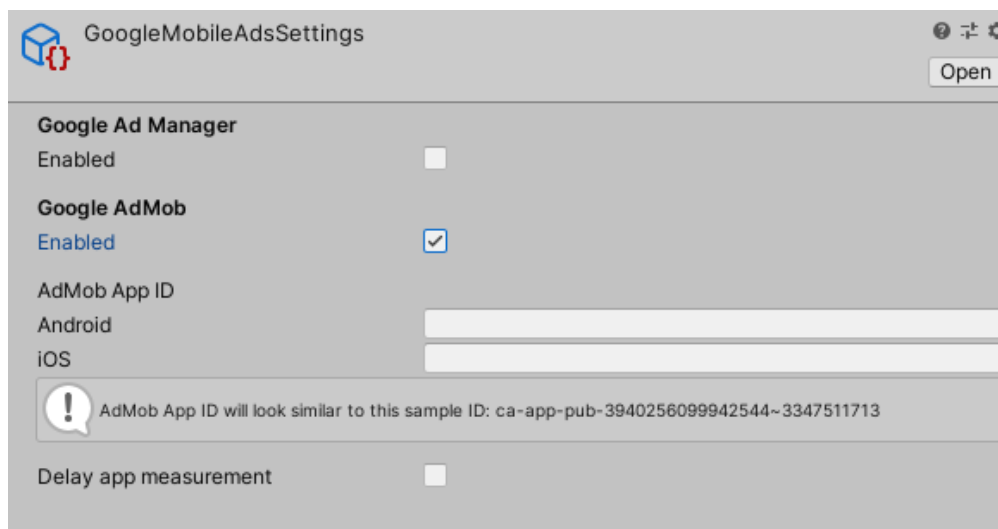 GoogleMobileAdsSettings
Open
Google Ad Manager
Enabled
Google AdMob
Enabled
AdMob App ID
Android
iOS
AdMob App ID will look similar to this sample ID: ca-app-pub-3940256099942544~3347511713
Delay app measurement